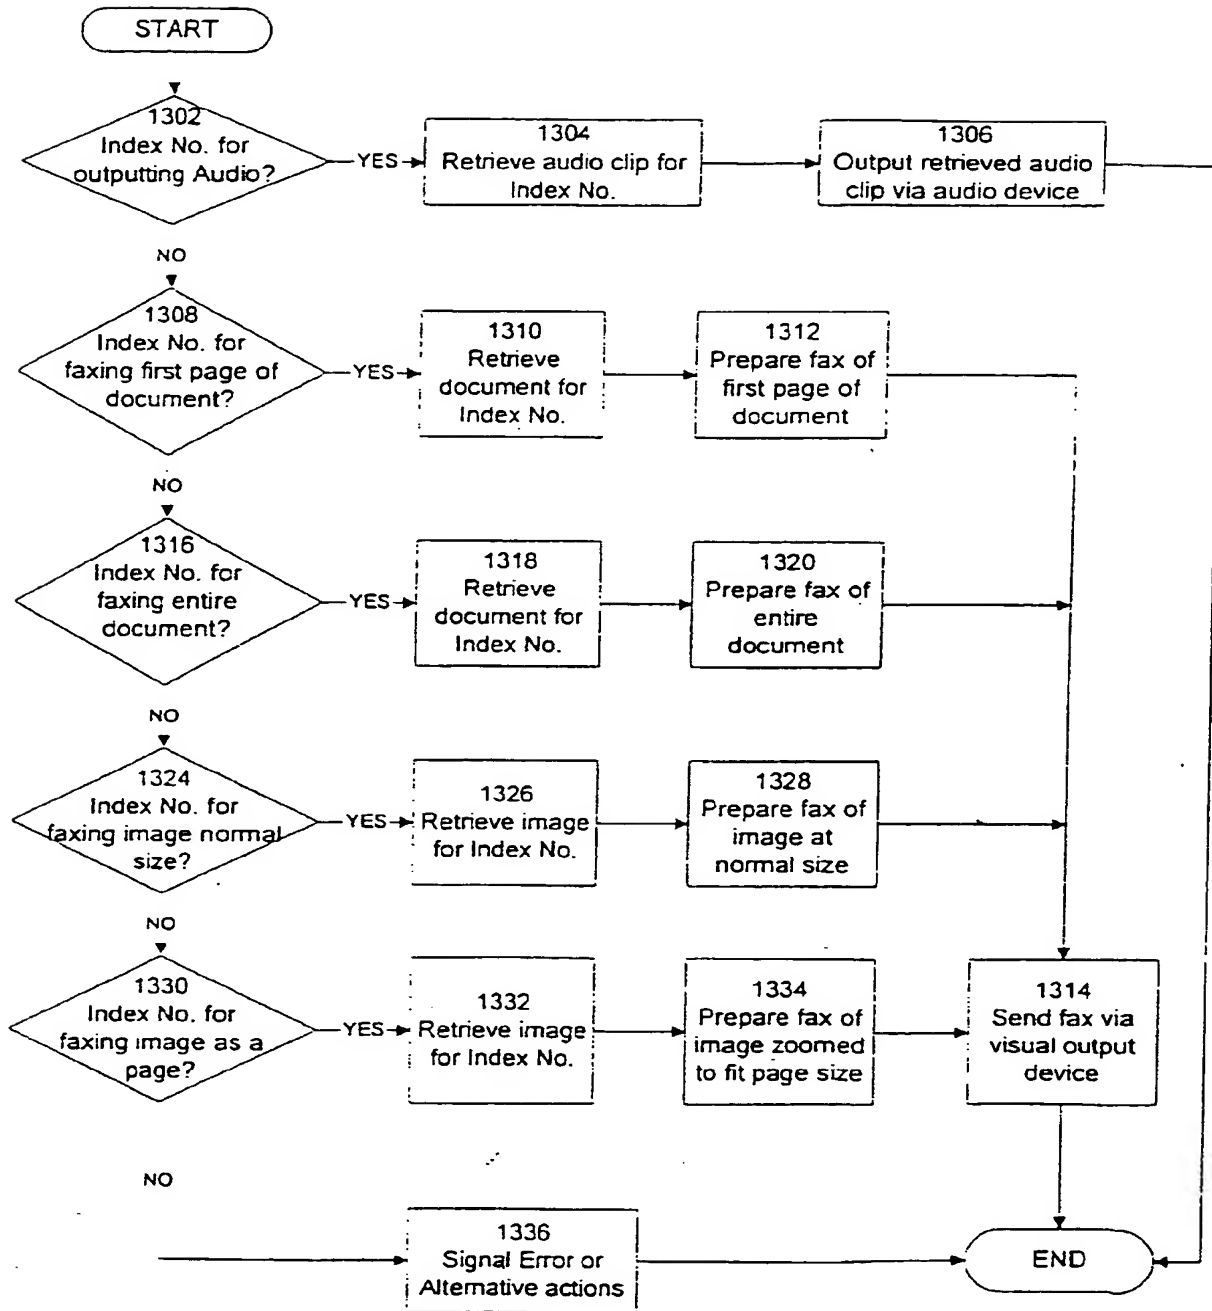 START
1302
Index No. for
outputting Audio?
YES
1304
Retrieve audio clip for
Index No.
1306
Output retrieved audio
clip via audio device
NO
1308
Index No. for
faxing first page of
document?
YES
1310
Retrieve
document for
Index No.
1312
Prepare fax of
first page of
document
NO
1316
Index No. for
faxing entire
document?
YES
1318
Retrieve
document for
Index No.
1320
Prepare fax of
entire
document
NO
1324
Index No. for
faxing image normal
size?
YES
1326
Retrieve image
for Index No.
1328
Prepare fax of
image at
normal size
NO
1330
Index No. for
faxing image as a
page?
YES
1332
Retrieve image
for Index No.
1334
Prepare fax of
image zoomed
to fit page size
1314
Send fax via
visual output
device
NO
1336
Signal Error or
Alternative actions
END